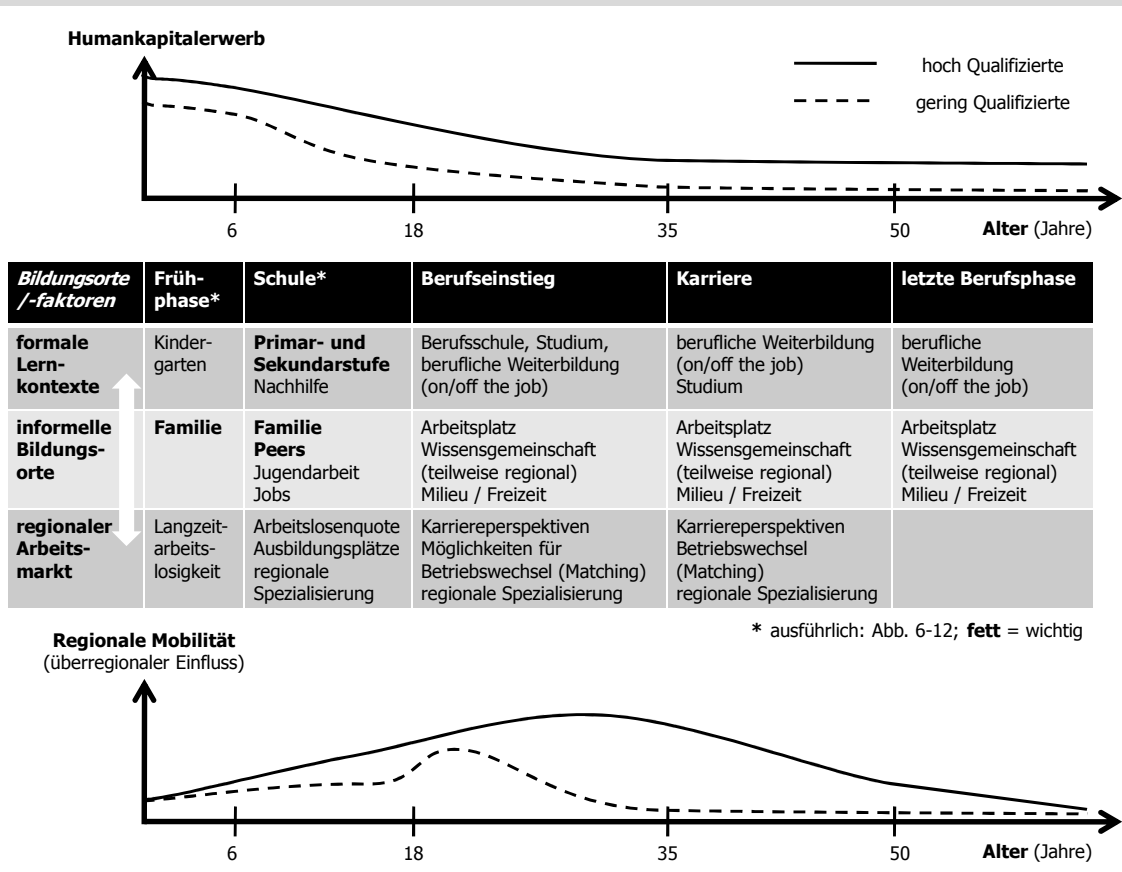 Humankapitalerwerb
hoch Qualifizierte
gering Qualifizierte
6
18
35
50
Alter (Jahre)
Bildungsorte
/-faktoren
Früh-
phase*
Schule*
Berufseinstieg
Karriere
letzte Berufsphase
formale
Lern-
kontexte
Kinder-
garten
Primar- und
Sekundarstufe
Nachhilfe
Berufsschule, Studium,
berufliche Weiterbildung
(on/off the job)
berufliche Weiterbildung
(on/off the job)
Studium
berufliche
Weiterbildung
(on/off the job)
informelle
Bildungs-
orte
Familie
Familie
Peers
Jugendarbeit
Jobs
Arbeitsplatz
Wissensgemeinschaft
(teilweise regional)
Milieu / Freizeit
Arbeitsplatz
Wissensgemeinschaft
(teilweise regional)
Milieu / Freizeit
Arbeitsplatz
Wissensgemeinschaft
(teilweise regional)
Milieu / Freizeit
regionaler
Arbeits-
markt
Langzeit-
arbeits-
losigkeit
Arbeitslosenquote
Ausbildungsplätze
regionale
Spezialisierung
Karriereperspektiven
Möglichkeiten für
Betriebswechsel (Matching)
regionale Spezialisierung
Karriereperspektiven
Betriebswechsel
(Matching)
regionale Spezialisierung
* ausführlich: Abb. 6-12; fett = wichtig
Regionale Mobilität
(überregionaler Einfluss)
6
18
35
50
Alter (Jahre)